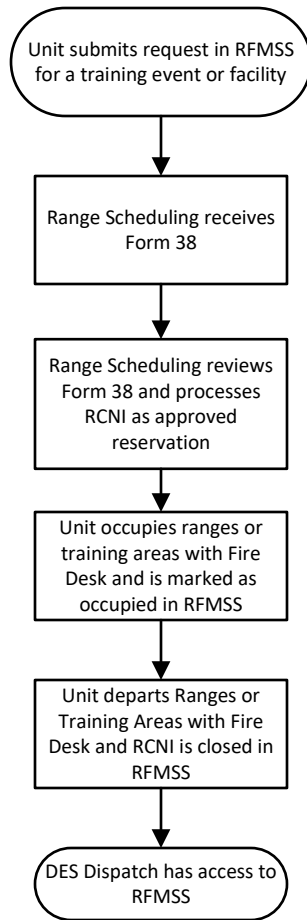 Unit submits request in RFMSS
for a training event or facility
Range Scheduling receives
Form 38
Range Scheduling reviews
Form 38 and processes
RCNI as approved
reservation
Unit occupies ranges or
training areas with Fire
Desk and is marked as
occupied in RFMSS
Unit departs Ranges or
Training Areas with Fire
Desk and RCNI is closed in
RFMSS
DES Dispatch has access to
RFMSS